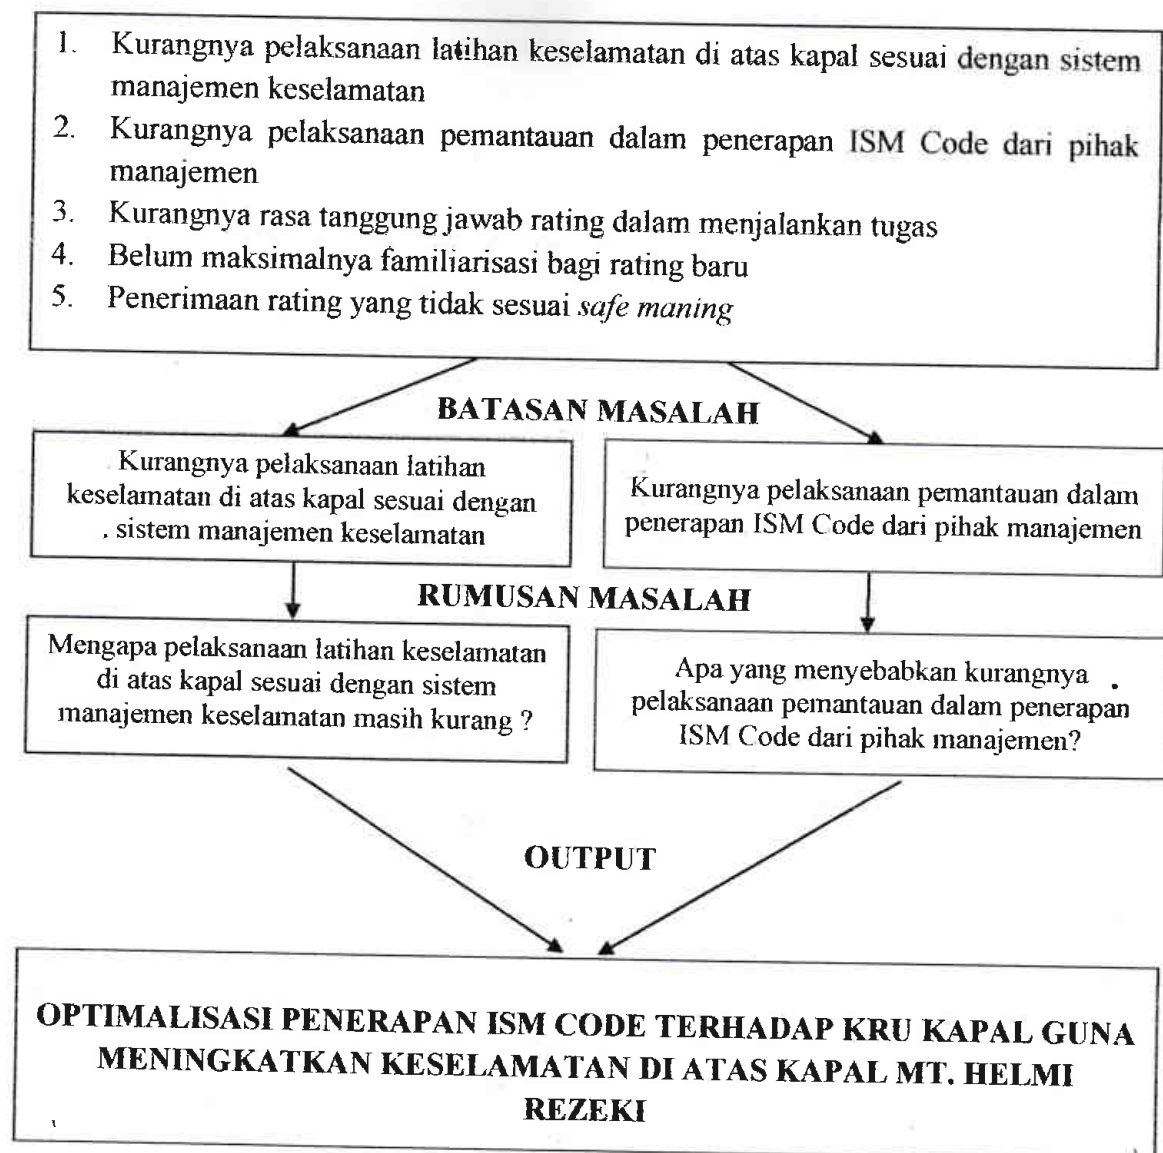 1. Kurangnya pelaksanaan latihan keselamatan di atas kapal sesuai dengan sistem
manajemen keselamatan
2. Kurangnya pelaksanaan pemantauan dalam penerapan ISM Code dari pihak
manajemen
3. Kurangnya rasa tanggung jawab rating dalam menjalankan tugas
4. Belum maksimalnya familiarisasi bagi rating baru
5. Penerimaan rating yang tidak sesuai safe maning
BATASAN MASALAH
Kurangnya pelaksanaan latihan
keselamatan di atas kapal sesuai dengan
sistem manajemen keselamatan
Kurangnya pelaksanaan pemantauan dalam
penerapan ISM Code dari pihak manajemen
RUMUSAN MASALAH
Mengapa pelaksanaan latihan keselamatan
di atas kapal sesuai dengan sistem
manajemen keselamatan masih kurang ?
Apa yang menyebabkan kurangnya
pelaksanaan pemantauan dalam penerapan
ISM Code dari pihak manajemen?
OUTPUT
OPTIMALISASI PENERAPAN ISM CODE TERHADAP KRU KAPAL GUNA
MENINGKATKAN KESELAMATAN DI ATAS KAPAL MT. HELMI
REZEKI